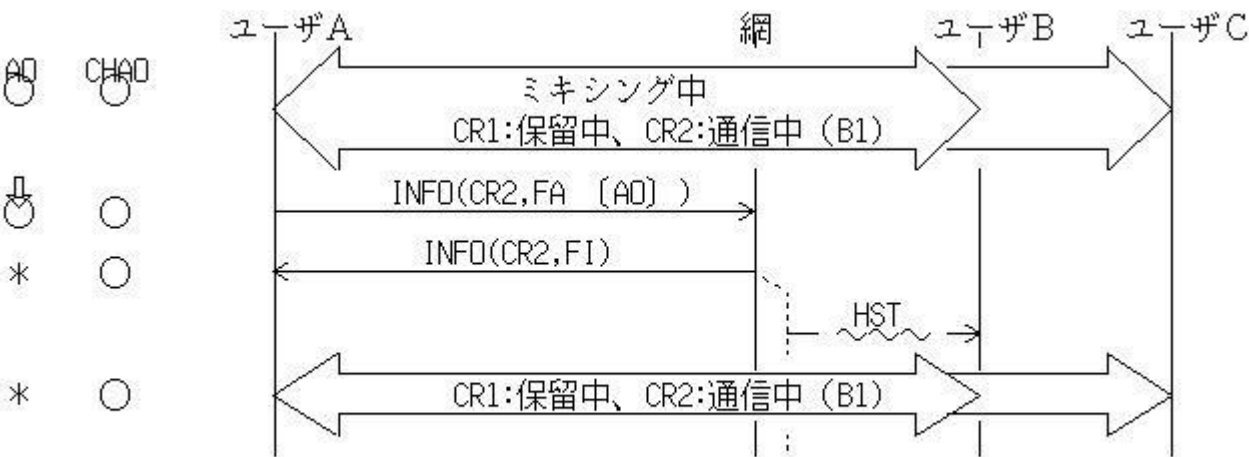 ユーザA 網 ユーザB ユーザC
AO CHAO
ミキシング中
CR1:保留中、CR2:通信中（B1）
INFO(CR2,FA 〔AO〕)
INFO(CR2,FI)
* 
HST
* CR1:保留中、CR2:通信中（B1）